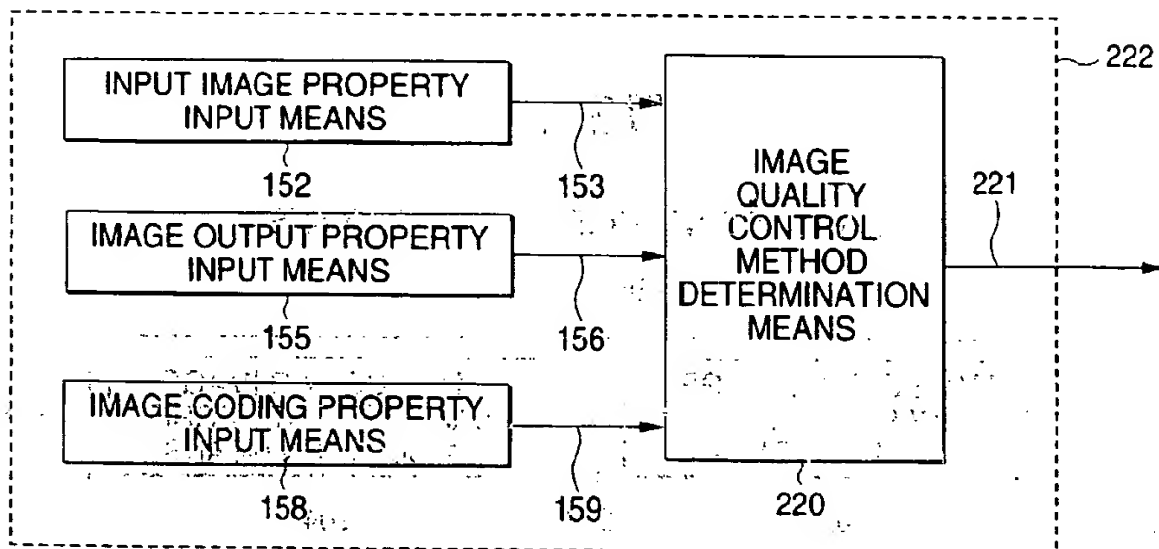 222
INPUT IMAGE PROPERTY
INPUT MEANS
152
153
IMAGE OUTPUT PROPERTY
INPUT MEANS
155
156
IMAGE CODING PROPERTY
INPUT MEANS
158
159
IMAGE
QUALITY
CONTROL
METHOD
DETERMINATION
MEANS
220
221